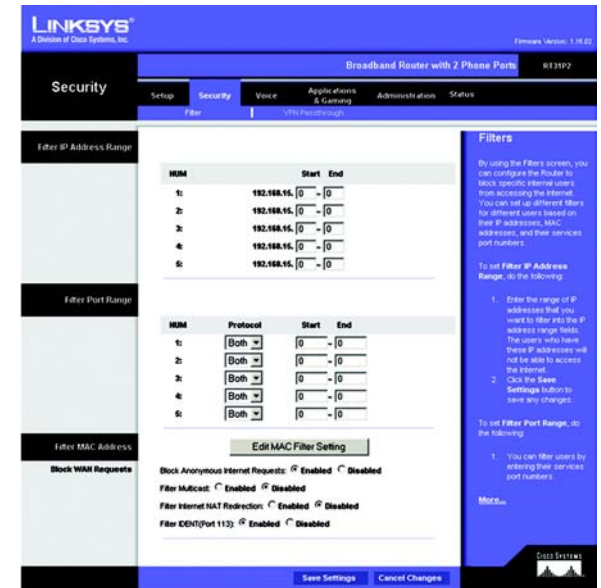 LINKSYS®
A Division of Cisco Systems, Inc.
Firmware Version: 1.16.02
Broadband Router with 2 Phone Ports RT31P2
Security
Setup Security Voice Applications & Gaming Administration Status
Filter VPN Passthrough
Filter IP Address Range
NUM Start End
1: 192.168.15. 0 - 0
2: 192.168.15. 0 - 0
3: 192.168.15. 0 - 0
4: 192.168.15. 0 - 0
5: 192.168.15. 0 - 0
Filter Port Range
NUM Protocol Start End
1: Both 0 - 0
2: Both 0 - 0
3: Both 0 - 0
4: Both 0 - 0
5: Both 0 - 0
Filter MAC Address
Edit MAC Filter Setting
Block WAN Requests
Block Anonymous Internet Requests: Enabled Disabled
Filter Multicast: Enabled Disabled
Filter Internet NAT Redirection: Enabled Disabled
Filter IDENT(Port 113): Enabled Disabled
Filters
By using the Filters screen, you
can configure the Router to
block specific internal users
from accessing the Internet.
You can set up different filters
for different users based on
their IP addresses, MAC
addresses, and their services
port numbers.
To set Filter IP Address
Range, do the following:
1. Enter the range of IP
addresses that you
want to filter into the IP
address range fields.
The users who have
these IP addresses will
not be able to access
the Internet.
2. Click the Save
Settings button to
save any changes.
To set Filter Port Range, do
the following:
1. You can filter users by
entering their services
port numbers.
More...
Save Settings Cancel Changes
CISCO SYSTEMS